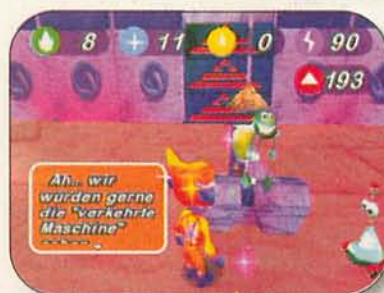 8 11 0 90
193
Ah.. wir
würden gerne
die "verkehrte
Maschine"